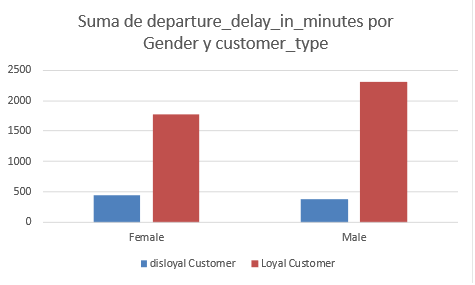 Suma de departure_delay_in_minutes por
Gender y customer_type
2500
2000
1500
1000
500
0
Female
Male
disloyal Customer
Loyal Customer